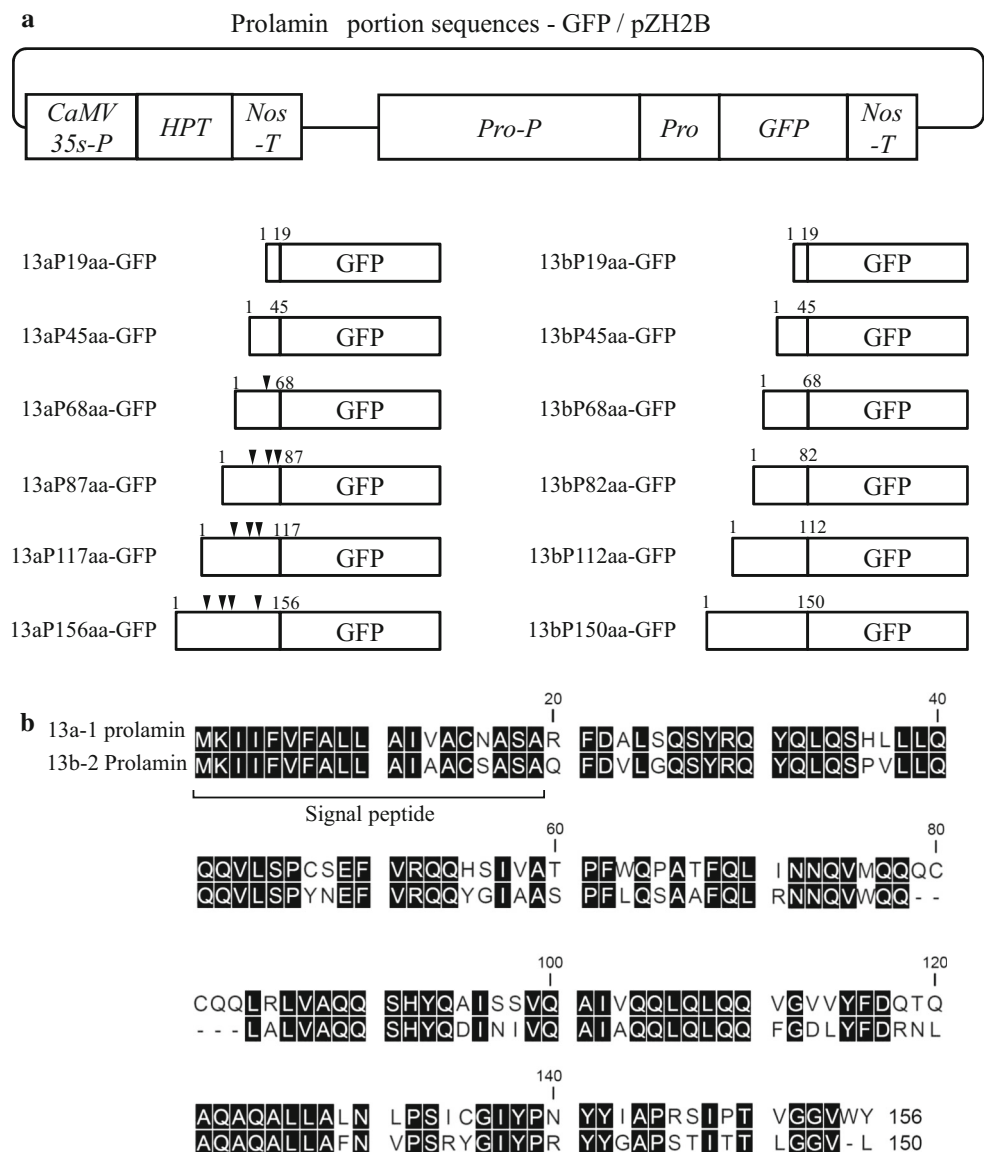 a
Prolamin portion sequences - GFP / pZH2B
CaMV 35s-P
HPT
Nos -T
Pro-P
Pro
GFP
Nos -T
13aP19aa-GFP 1 19 GFP
13bP19aa-GFP 1 19 GFP
13aP45aa-GFP 1 45 GFP
13bP45aa-GFP 1 45 GFP
13aP68aa-GFP 1 68 GFP
13bP68aa-GFP 1 68 GFP
13aP87aa-GFP 1 87 GFP
13bP82aa-GFP 1 82 GFP
13aP117aa-GFP 1 117 GFP
13bP112aa-GFP 1 112 GFP
13aP156aa-GFP 1 156 GFP
13bP150aa-GFP 1 150 GFP
b
20 40
13a-1 prolamin MKIIFVFALL AIVACNASAR FDALSQSYRQ YQLQSHLLLQ
13b-2 Prolamin MKIIFVFALL AIAACSASAQ FDVLGQSYRQ YQLQSPVLLQ
Signal peptide
60 80
QQVLSPCSEF VRQQHSIVAT PFWQPATFQL INNQVMQQQC
QQVLSPYNEF VRQQYGIAAS PFLQSAAFQL RNNQVWQQ--
100 120
CQQLRLVAQQ SHYQAISSVQ AIVQQLQLQQ VGVVYFDQTQ
---LALVAQQ SHYQDINIVQ AIAQQLQLQQ FGDLYFDRNL
140
AQAQALLALN LPSICGIYPN YYIAPRSIPT VGGVWY 156
AQAQALLAFN VPSRYGIYPR YYGAPSTITT LGGV-L 150